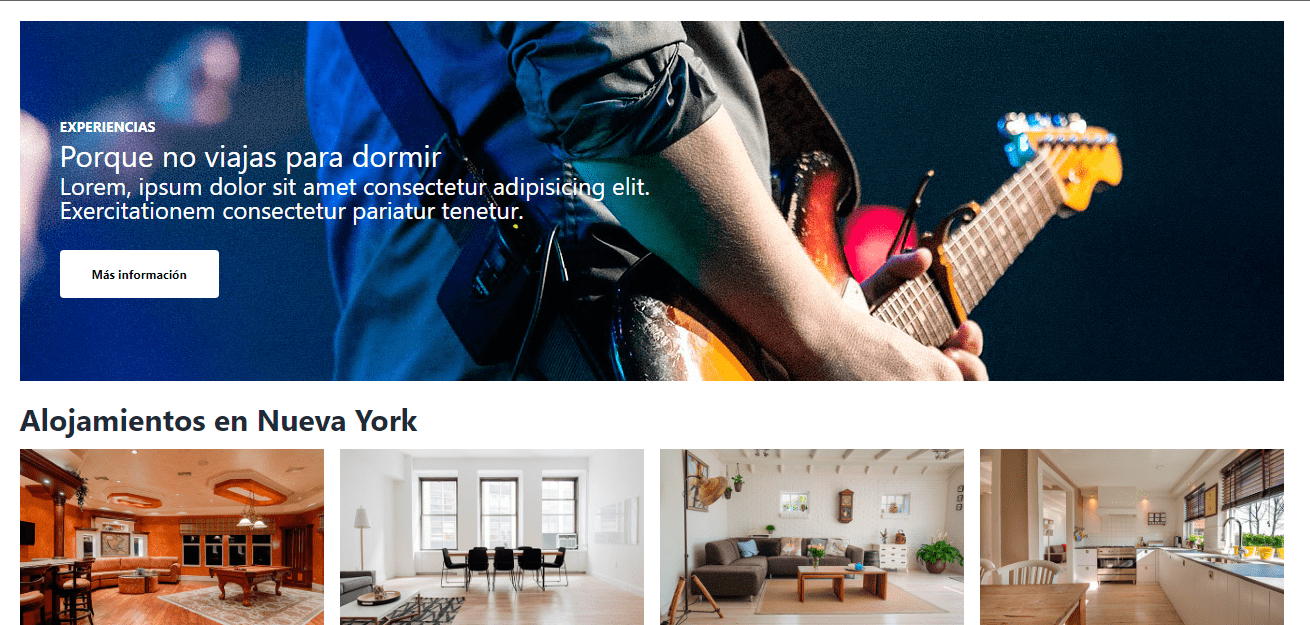 EXPERIENCIAS
Porque no viajas para dormir
Lorem, ipsum dolor sit amet consectetur adipisicing elit.
Exercitationem consectetur pariatur tenetur.
Más información
Alojamientos en Nueva York